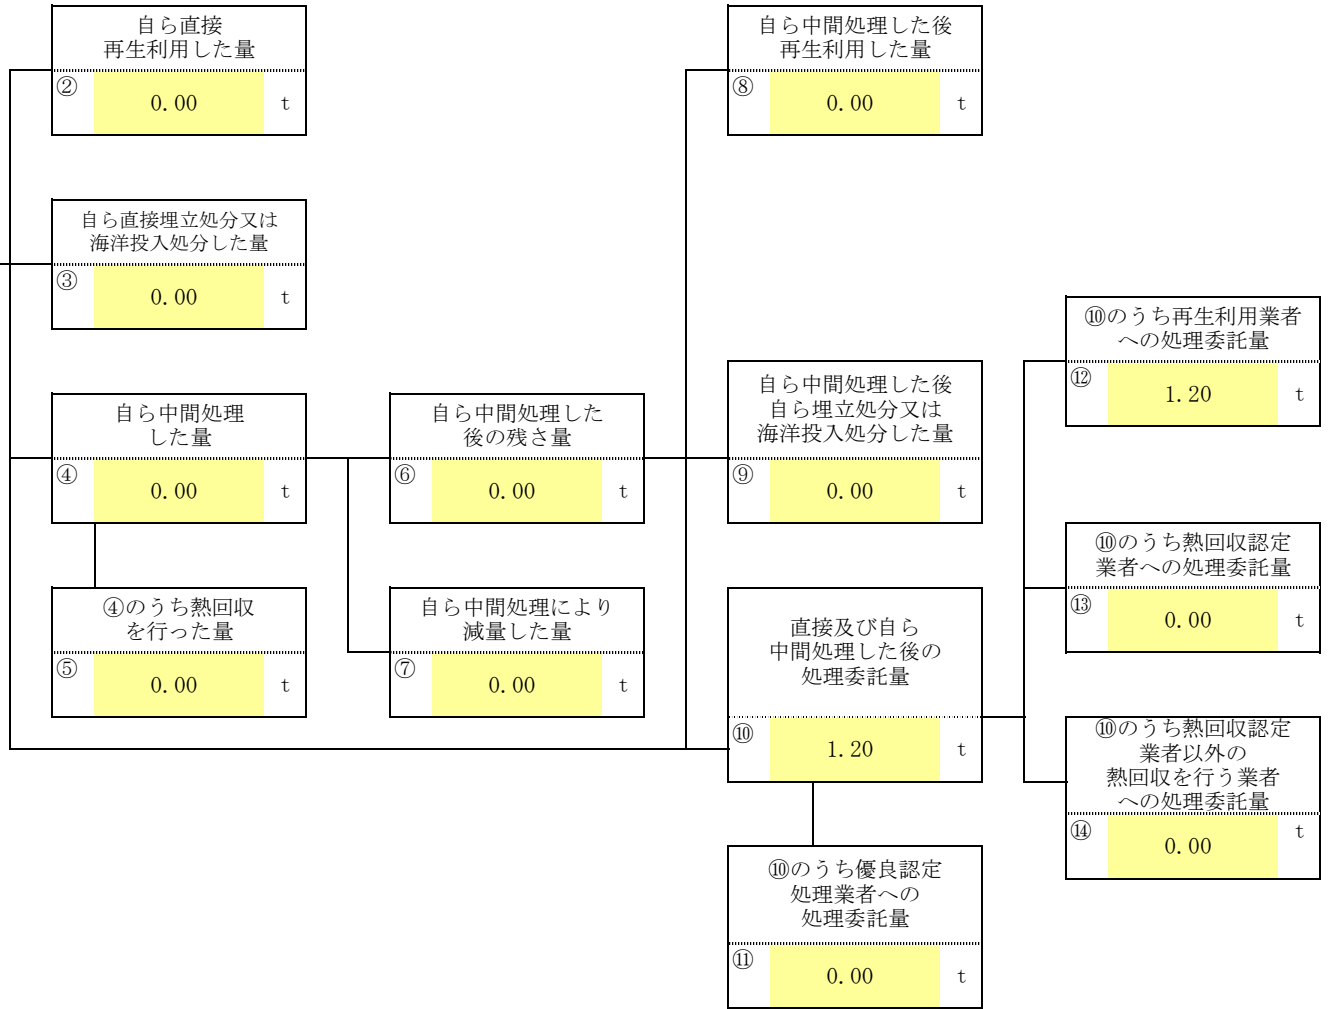 自ら直接
再生利用した量
②
0.00
t
自ら直接埋立処分又は
海洋投入処分した量
③
0.00
t
自ら中間処理
した量
④
0.00
t
④のうち熱回収
を行った量
⑤
0.00
t
自ら中間処理した
後の残さ量
⑥
0.00
t
自ら中間処理により
減量した量
⑦
0.00
t
自ら中間処理した後
再生利用した量
⑧
0.00
t
自ら中間処理した後
自ら埋立処分又は
海洋投入処分した量
⑨
0.00
t
直接及び自ら
中間処理した後の
処理委託量
⑩
1.20
t
⑩のうち優良認定
処理業者への
処理委託量
⑪
0.00
t
⑩のうち再生利用業者
への処理委託量
⑫
1.20
t
⑩のうち熱回収認定
業者への処理委託量
⑬
0.00
t
⑩のうち熱回収認定
業者以外の
熱回収を行う業者
への処理委託量
⑭
0.00
t